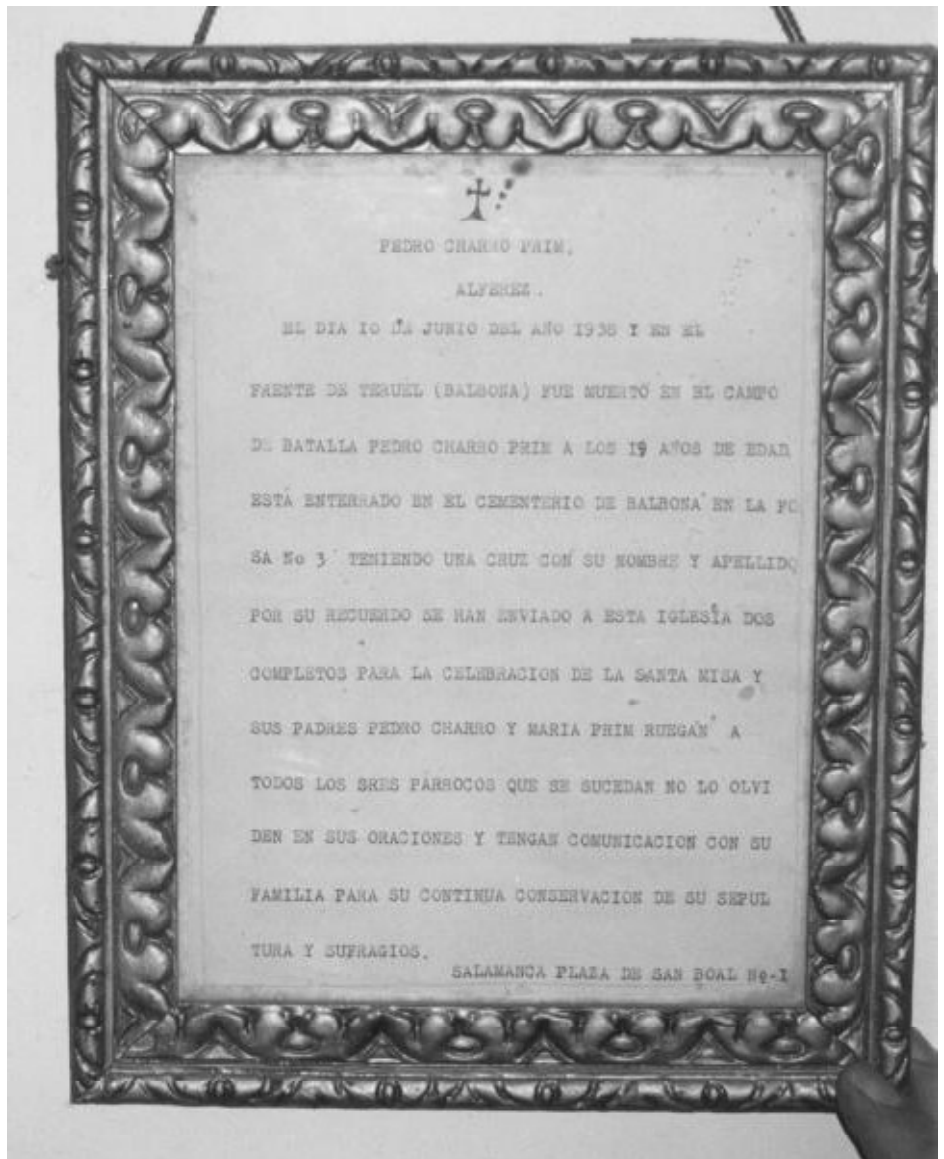 PEDRO CHARRO PRIM.
ALFEREZ.
EL DIA IO DE JUNIO DEL AÑO 1938 Y EN EL
FRENTE DE TERUEL (BALBONA) FUE MUERTO EN EL CAMPO
DE BATALLA PEDRO CHARRO PRIM A LOS I9 AÑOS DE EDAD
ESTÁ ENTERRADO EN EL CEMENTERIO DE BALBONA EN LA FO
SA No 3 TENIENDO UNA CRUZ CON SU NOMBRE Y APELLIDO
POR SU RECUERDO SE HAN ENVIADO A ESTA IGLESIA DOS
COMPLETOS PARA LA CELEBRACION DE LA SANTA MISA Y
SUS PADRES PEDRO CHARRO Y MARIA PRIM RUEGAN A
TODOS LOS SRES PÁRROCOS QUE SE SUCEDAN NO LO OLVI
DEN EN SUS ORACIONES Y TENGAN COMUNICACION CON SU
FAMILIA PARA SU CONTINUA CONSERVACION DE SU SEPUL
TURA Y SUFRAGIOS.
SALAMANCA PLAZA DE SAN BOAL Nº-I